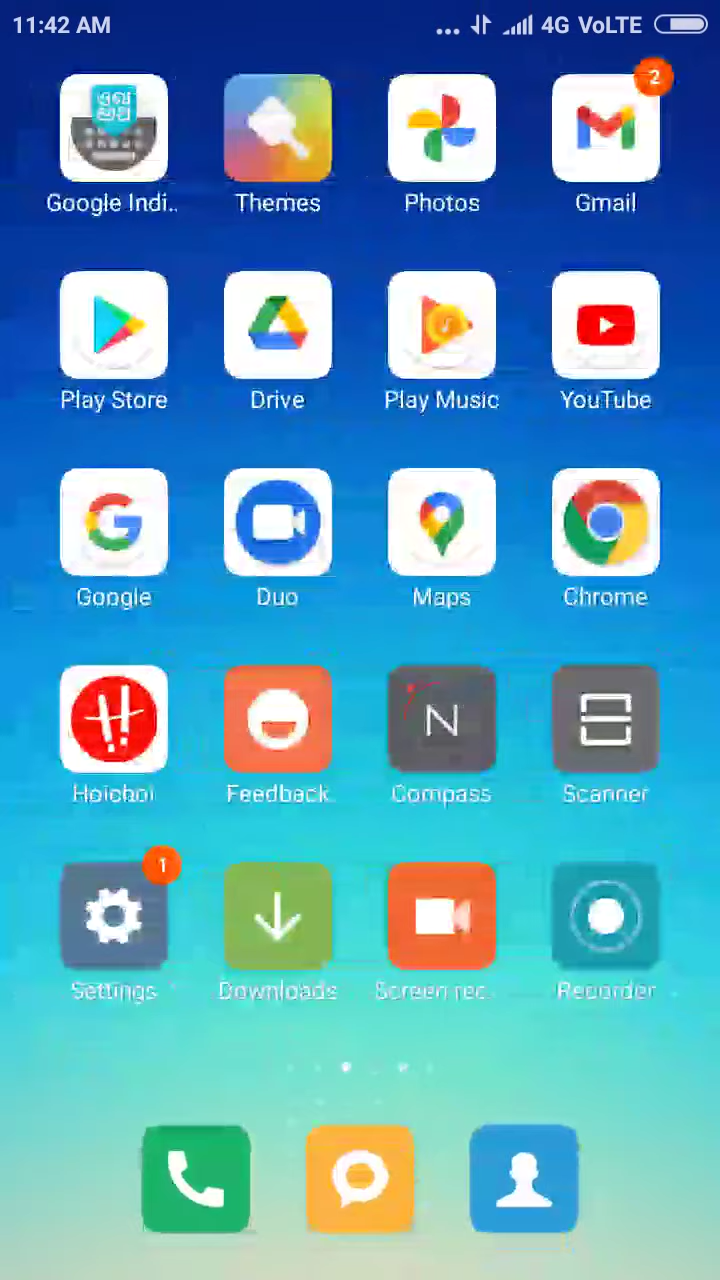 11:42 AM
... 4G VoLTE
2
Google Indi..
Themes
Photos
Gmail
Play Store
Drive
Play Music
YouTube
G
Google
Duo
Maps
Chrome
N
Hoichoi
Feedback
Compass
Scanner
1
Settings
Downloads
Screen rec..
Recorder